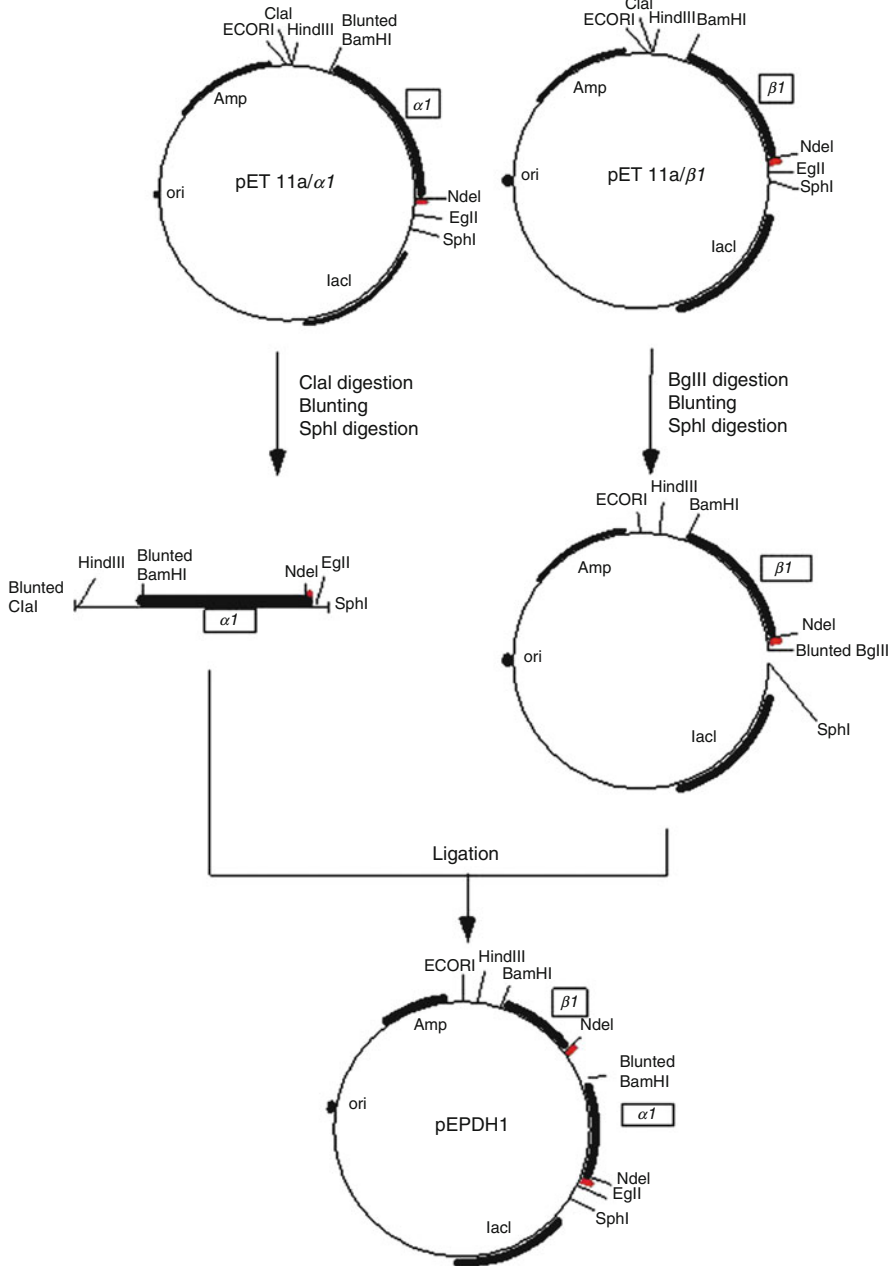 ClaI
ECORI
HindIII
Blunted
BamHI
Amp
α1
pET 11a/α1
ori
NdeI
EgII
SphI
lacI
ClaI
ECORI
HindIII
BamHI
Amp
β1
pET 11a/β1
ori
NdeI
EgII
SphI
lacI
ClaI digestion
Blunting
SphI digestion
BgIII digestion
Blunting
SphI digestion
Blunted
ClaI
HindIII
Blunted
BamHI
NdeI
EgII
SphI
α1
ECORI
HindIII
BamHI
Amp
β1
NdeI
Blunted BgIII
ori
SphI
lacI
Ligation
ECORI
HindIII
BamHI
Amp
β1
NdeI
Blunted
BamHI
α1
ori
pEPDH1
NdeI
EgII
SphI
lacI